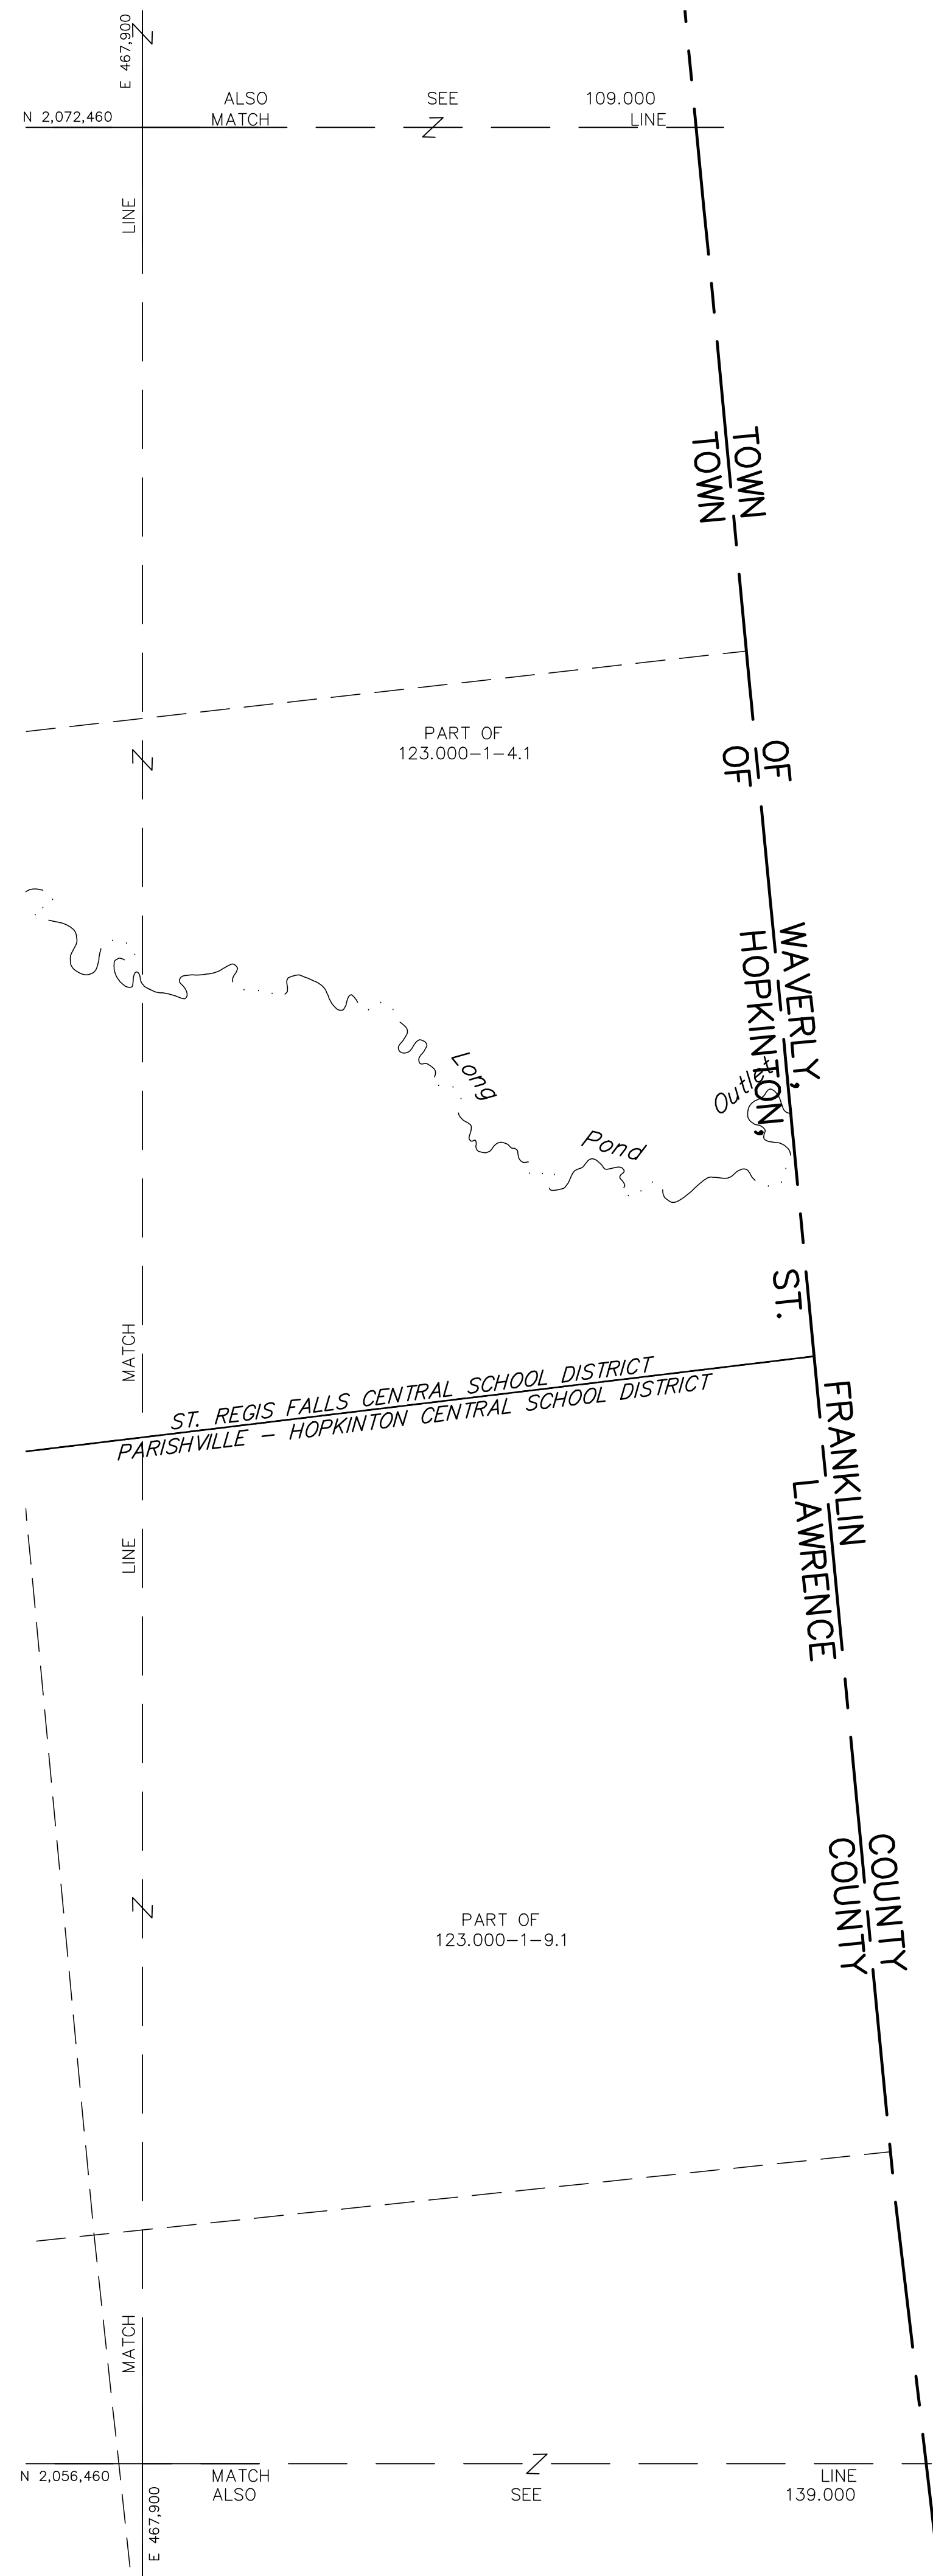 E 467,900
ALSO SEE 109.000
N 2,072,460
MATCH LINE
LINE
TOWN
TOWN
PART OF
123.000-1-4.1
OF
OF
WAVERLY,
HOPKINTON,
Long
Pond
Outlet
ST.
MATCH
ST. REGIS FALLS CENTRAL SCHOOL DISTRICT
PARISHVILLE - HOPKINTON CENTRAL SCHOOL DISTRICT
FRANKLIN
LAWRENCE
LINE
COUNTY
COUNTY
PART OF
123.000-1-9.1
MATCH
N 2,056,460
MATCH LINE
ALSO SEE 139.000
E 467,900